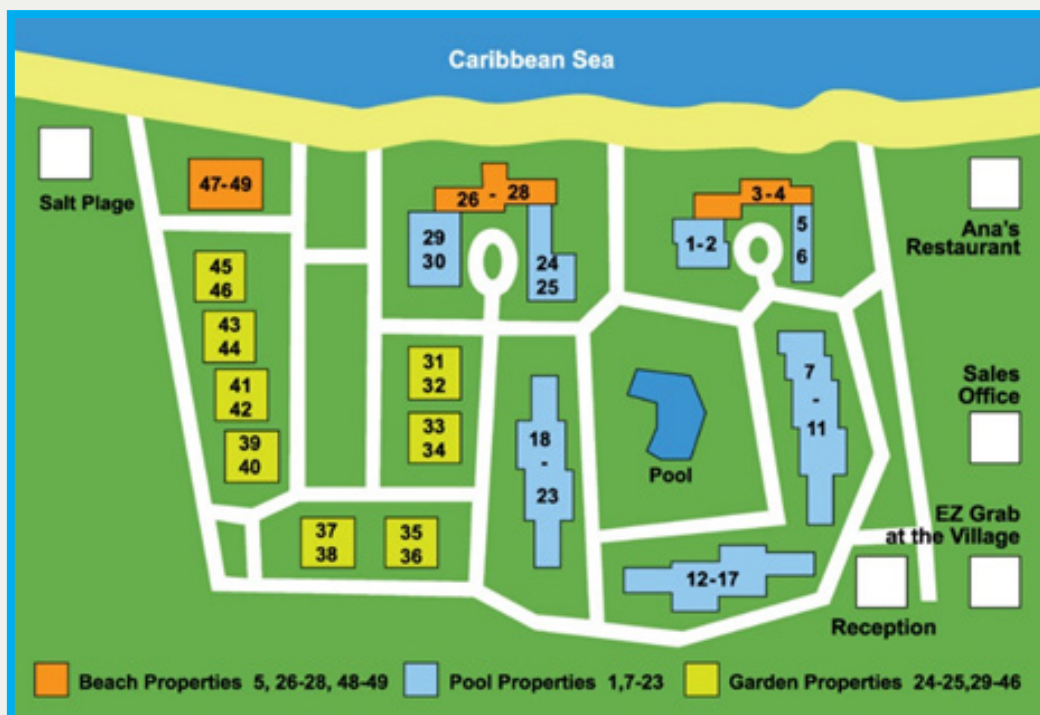 Caribbean Sea
Salt Plage
47-49
26 - 28
3-4
Ana's
Restaurant
29
30
24
25
1-2
5
6
45
46
43
44
41
42
39
40
31
32
33
34
18
-
23
Pool
7
-
11
Sales
Office
EZ Grab
at the Village
37
38
35
36
12-17
Reception
Beach Properties 5, 26-28, 48-49
Pool Properties 1,7-23
Garden Properties 24-25,29-46